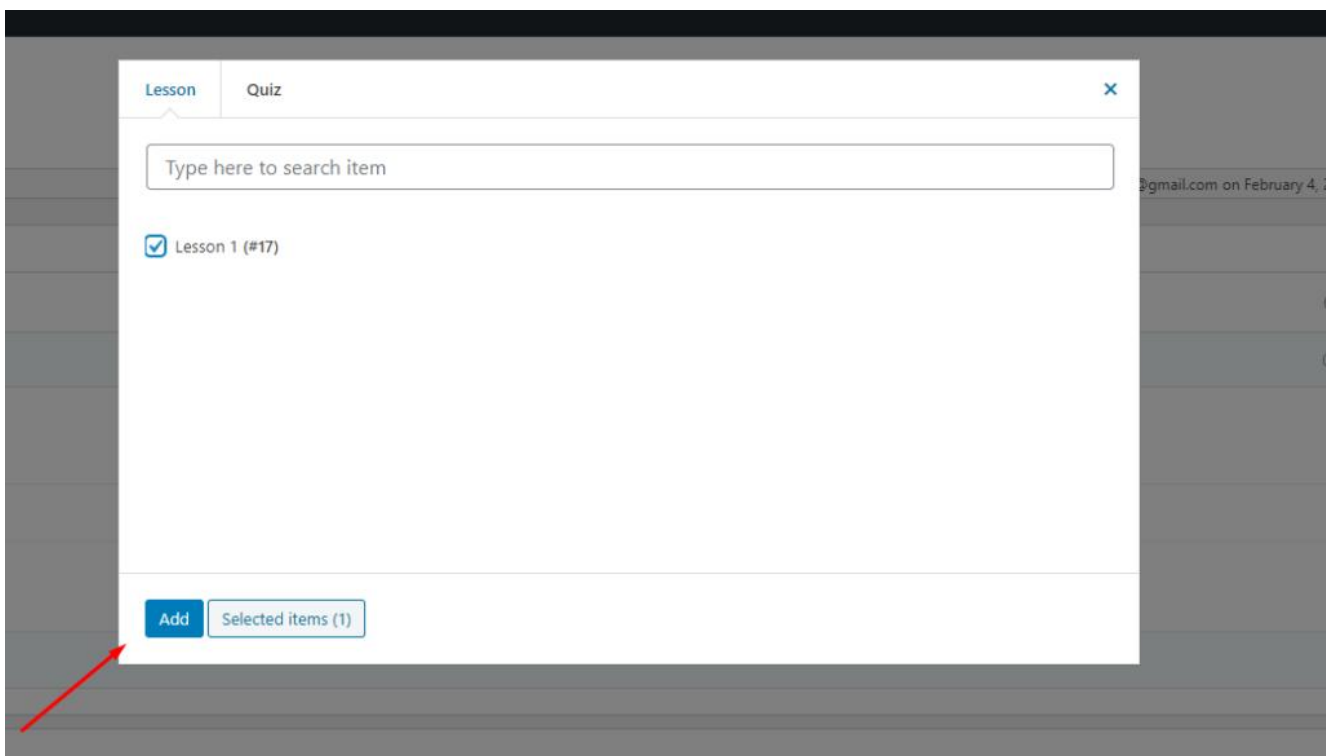 Lesson Quiz ×
Type here to search item
@gmail.com on February 4,
Lesson 1 (#17)
Add Selected items (1)